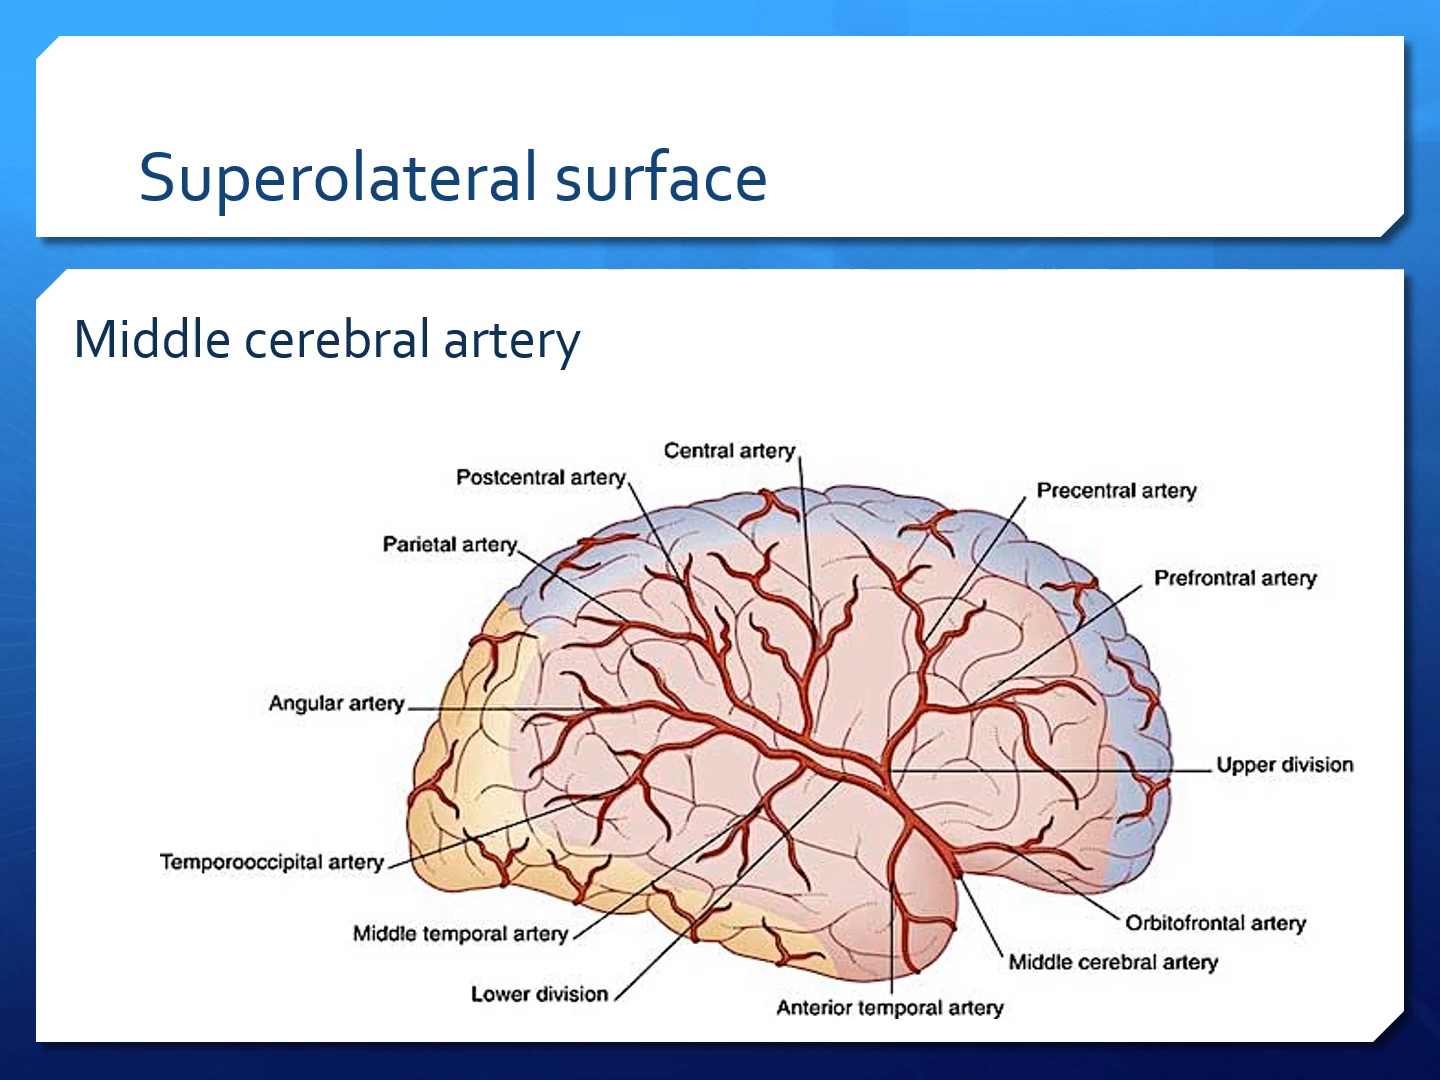 Superolateral surface
Middle cerebral artery
Central artery
Postcentral artery
Precentral artery
Parietal artery
Prefrontal artery
Angular artery
Upper division
Temporooccipital artery
Orbitofrontal artery
Middle temporal artery
Middle cerebral artery
Lower division
Anterior temporal artery